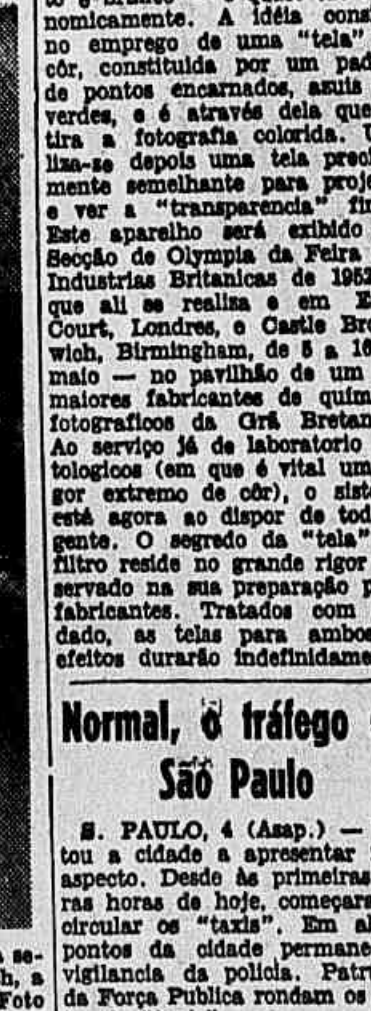 nomicamente. A idéia cons
no emprego de uma "tela"
côr, constituida por um pad
de pontos encarnados, asuis
verdes, e é através dela que
tira a fotografia colorida. U
liza-se depois uma tela preci
mente semelhante para proje
e ver a "transparencia" fin
Este aparelho será exibido
Secção de Olympia da Feira
Industrias Britanicas de 1952
que ali se realisa e em E
Court, Londres, e Castle Bro
wich, Birmingham, de 5 a 16
maio — no pavilhão de um
maiores fabricantes de quím
fotograficos da Grã Bretan
Ao serviço já de laboratorio
tologicos (em que é vital um
gor extremo de côr), o siste
está agora ao dispor de tod
gente. O segredo da "tela"
filtro reside no grande rigor
servado na sua preparação p
fabricantes. Tratados com
dado, as telas para ambos
efeitos durarão indefinidame
Normal, o tráfego
São Paulo
S. PAULO, 4 (Asap.) —
tou a cidade a apresentar
aspecto. Desde às primeiras
ras horas de hoje, começara
circular os "taxis". Em al
pontos da cidade permane
vigilancia da policia. Patru
da Força Publica rondam os
se-
h, a
Foto